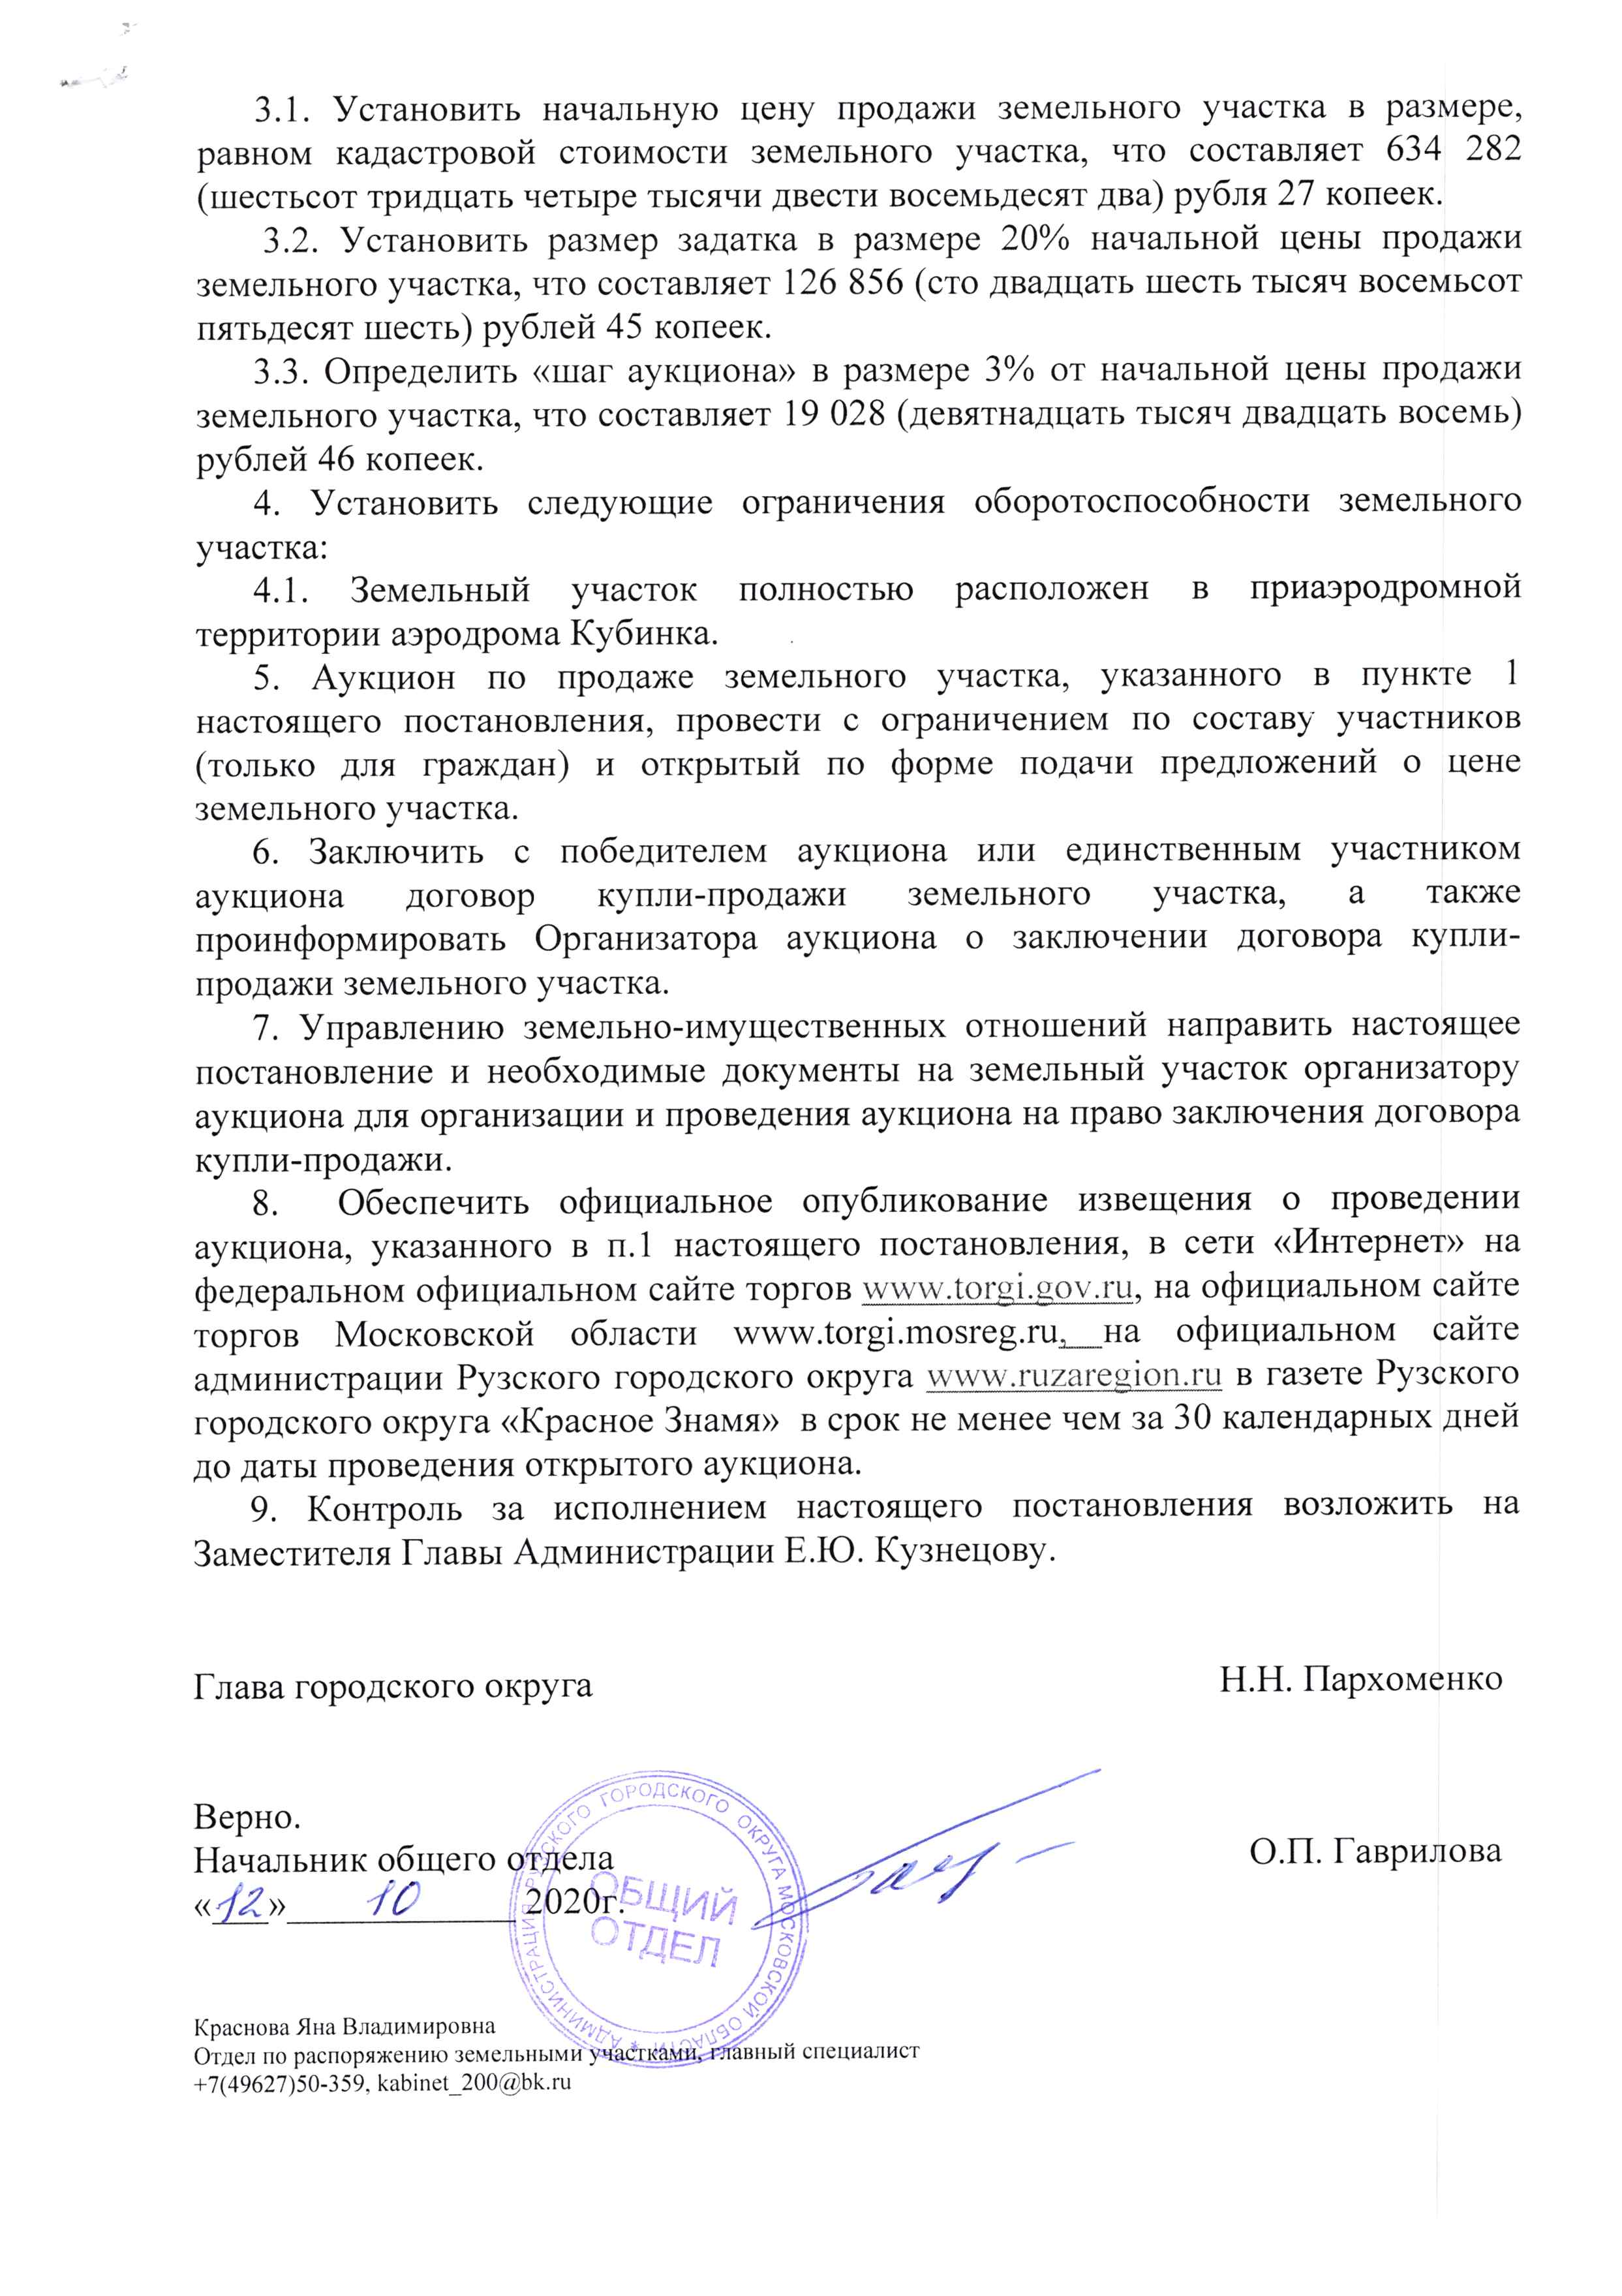 3.1. Установить начальную цену продажи земельного участка в размере,
равном кадастровой стоимости земельного участка, что составляет 634 282
(шестьсот тридцать четыре тысячи двести восемьдесят два) рубля 27 копеек.
3.2. Установить размер задатка в размере 20% начальной цены продажи
земельного участка, что составляет 126 856 (сто двадцать шесть тысяч восемьсот
пятьдесят шесть) рублей 45 копеек.
3.3. Определить «шаг аукциона» в размере 3% от начальной цены продажи
земельного участка, что составляет 19 028 (девятнадцать тысяч двадцать восемь)
рублей 46 копеек.
4. Установить следующие ограничения оборотоспособности земельного
участка:
4.1. Земельный участок полностью расположен в приаэродромной
территории аэродрома Кубинка.
5. Аукцион по продаже земельного участка, указанного в пункте 1
настоящего постановления, провести с ограничением по составу участников
(только для граждан) и открытый по форме подачи предложений о цене
земельного участка.
6. Заключить с победителем аукциона или единственным участником
аукциона договор купли-продажи земельного участка, а также
проинформировать Организатора аукциона о заключении договора купли-
продажи земельного участка.
7. Управлению земельно-имущественных отношений направить настоящее
постановление и необходимые документы на земельный участок организатору
аукциона для организации и проведения аукциона на право заключения договора
купли-продажи.
8. Обеспечить официальное опубликование извещения о проведении
аукциона, указанного в п.1 настоящего постановления, в сети «Интернет» на
федеральном официальном сайте торгов www.torgi.gov.ru, на официальном сайте
торгов Московской области www.torgi.mosreg.ru, на официальном сайте
администрации Рузского городского округа www.ruzaregion.ru в газете Рузского
городского округа «Красное Знамя» в срок не менее чем за 30 календарных дней
до даты проведения открытого аукциона.
9. Контроль за исполнением настоящего постановления возложить на
Заместителя Главы Администрации Е.Ю. Кузнецову.
Глава городского округа Н.Н. Пархоменко
Верно.
Начальник общего отдела О.П. Гаврилова
«12» 10 2020г.
АДМИНИСТРАЦИЯ РУЗСКОГО ГОРОДСКОГО ОКРУГА МОСКОВСКОЙ ОБЛАСТИ *
ОБЩИЙ
ОТДЕЛ
Краснова Яна Владимировна
Отдел по распоряжению земельными участками, главный специалист
+7(49627)50-359, kabinet_200@bk.ru